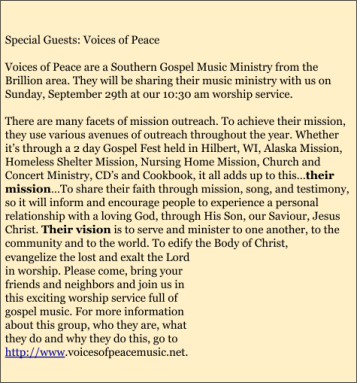 Special Guests: Voices of Peace
Voices of Peace are a Southern Gospel Music Ministry from the
Brillion area. They will be sharing their music ministry with us on
Sunday, September 29th at our 10:30 am worship service.
There are many facets of mission outreach. To achieve their mission,
they use various avenues of outreach throughout the year. Whether
it's through a 2 day Gospel Fest held in Hilbert, WI, Alaska Mission,
Homeless Shelter Mission, Nursing Home Mission, Church and
Concert Ministry, CD's and Cookbook, it all adds up to this...their
mission...To share their faith through mission, song, and testimony,
so it will inform and encourage people to experience a personal
relationship with a loving God, through His Son, our Saviour, Jesus
Christ. Their vision is to serve and minister to one another, to the
community and to the world. To edify the Body of Christ,
evangelize the lost and exalt the Lord
in worship. Please come, bring your
friends and neighbors and join us in
this exciting worship service full of
gospel music. For more information
about this group, who they are, what
they do and why they do this, go to
http://www.voicesofpeacemusic.net.